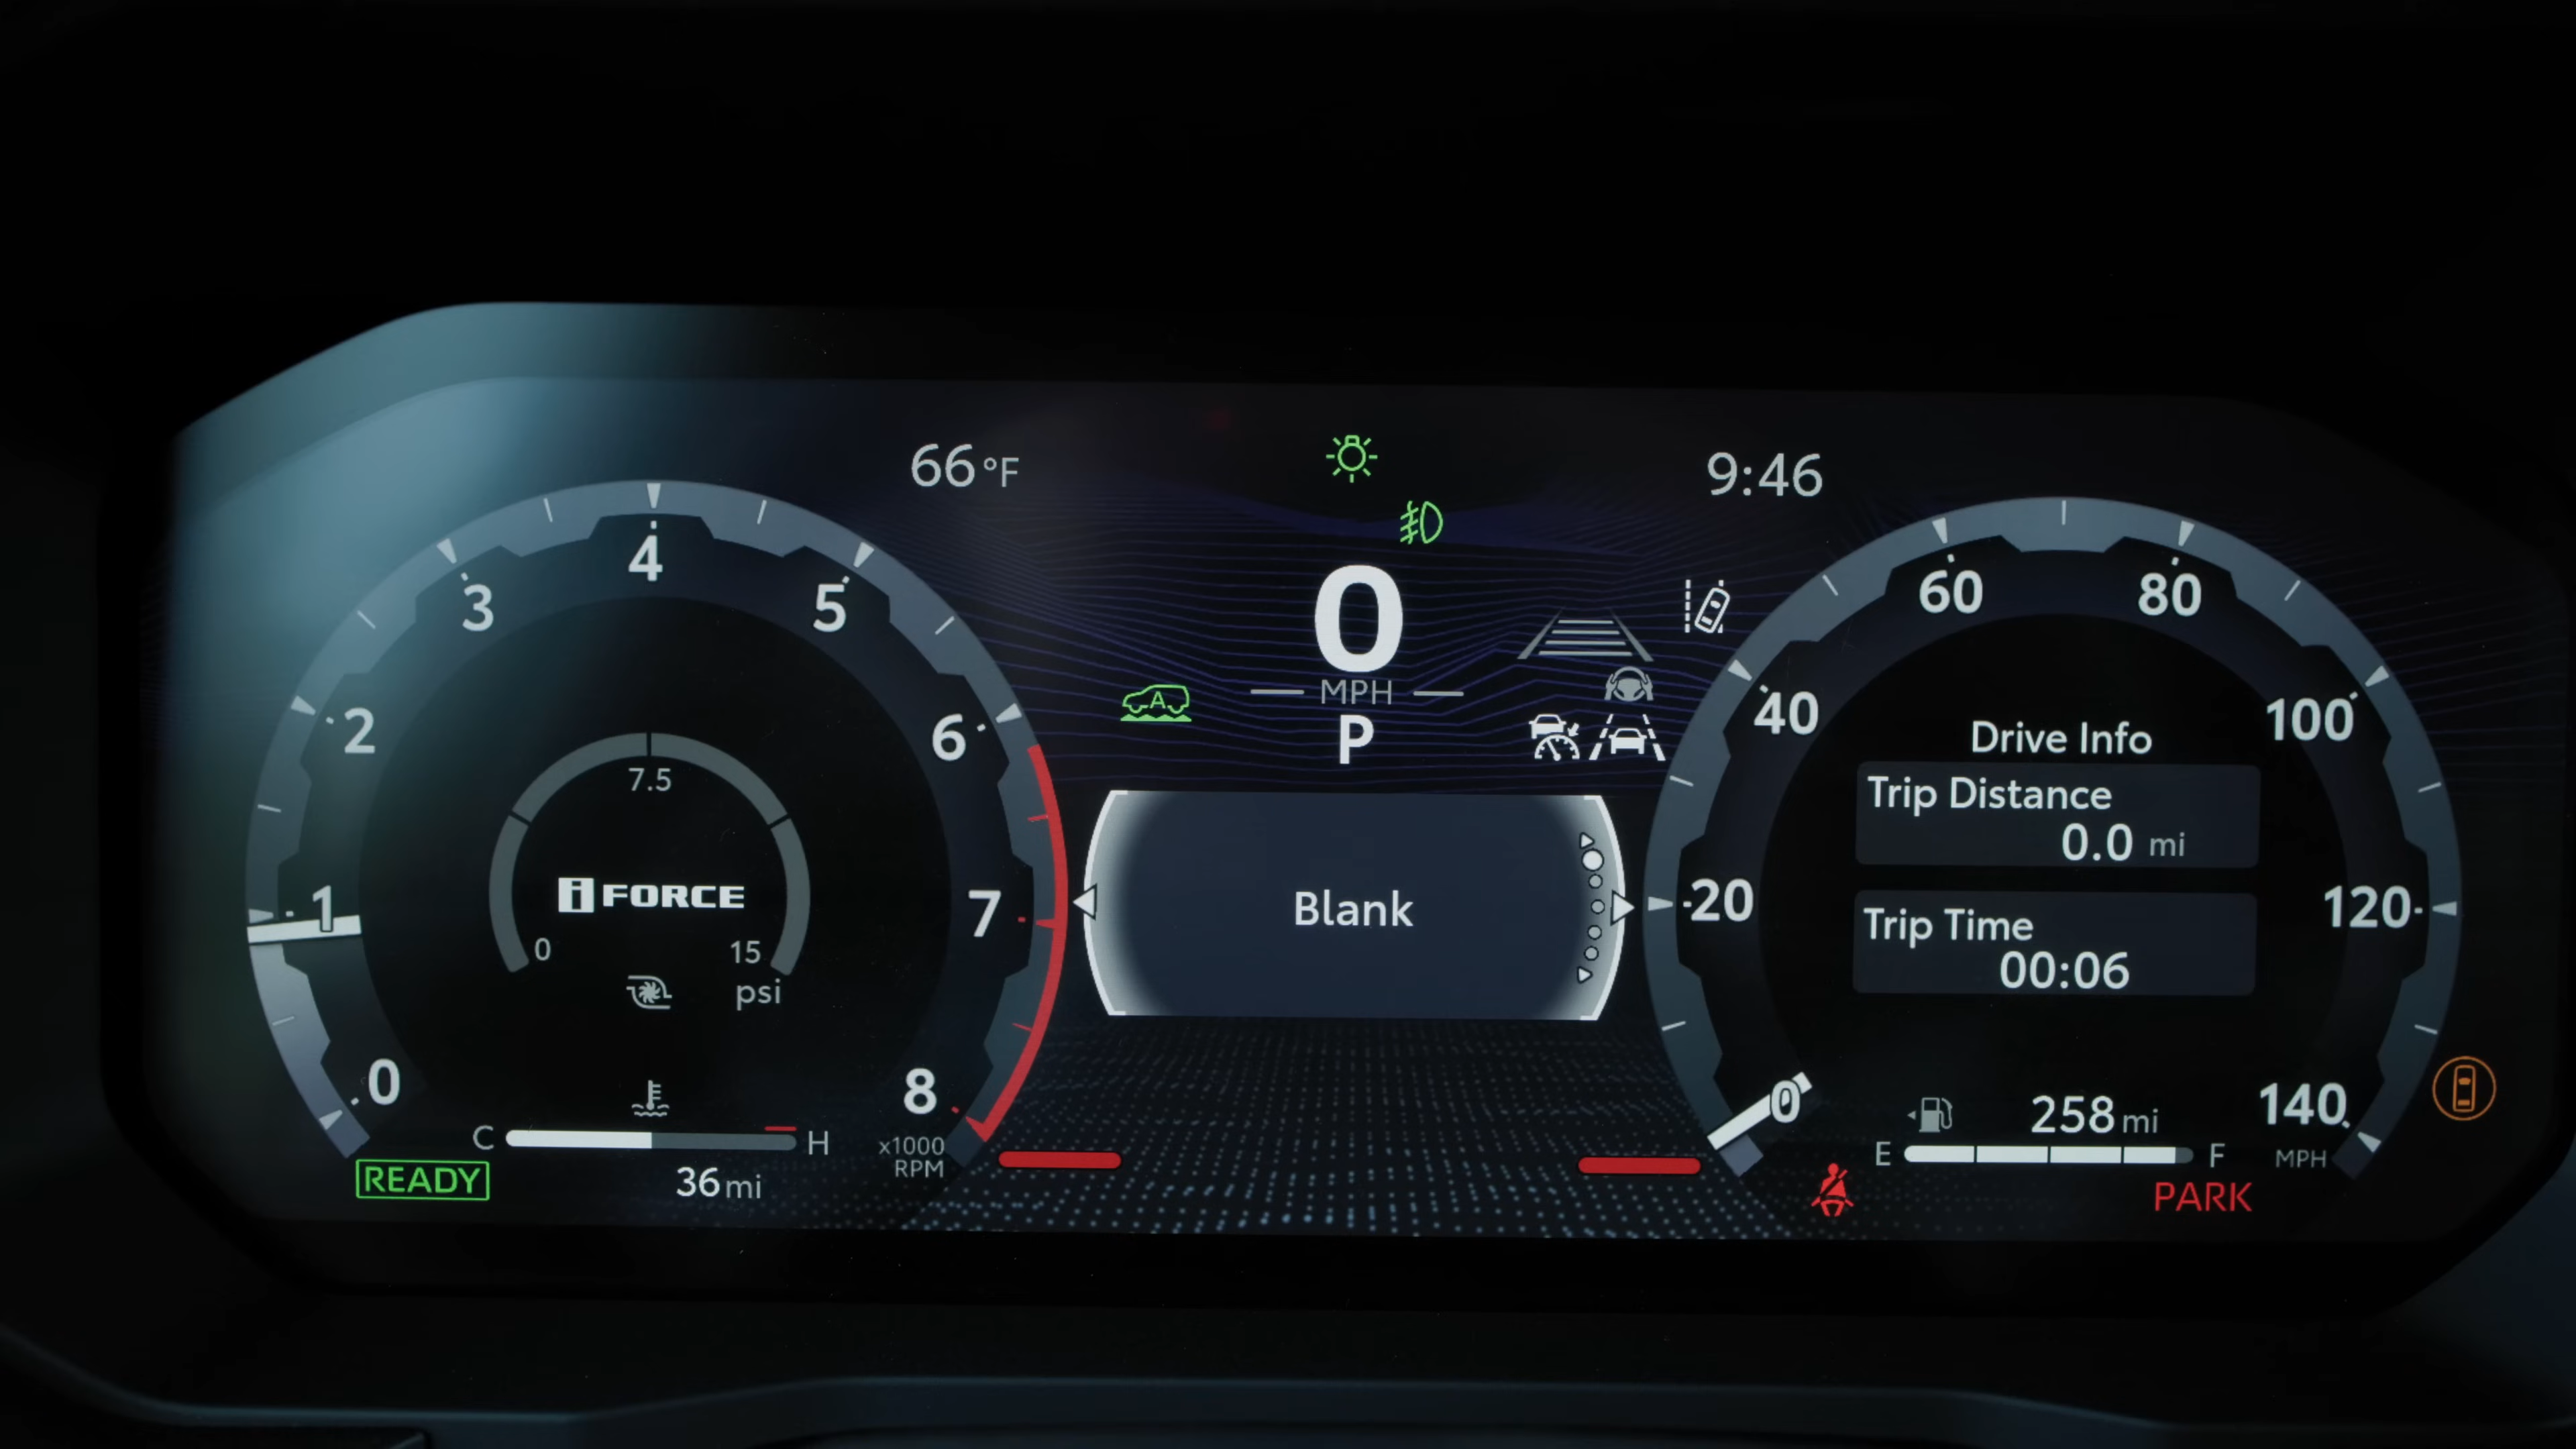 66 °F
9:46
0
MPH
P
0
1
2
3
4
5
6
7
8
x1000
RPM
7.5
0
15
psi
i FORCE
C
H
READY
36 mi
A
Blank
0
20
40
60
80
100
120
140
MPH
Drive Info
Trip Distance
0.0 mi
Trip Time
00:06
258 mi
E
F
PARK